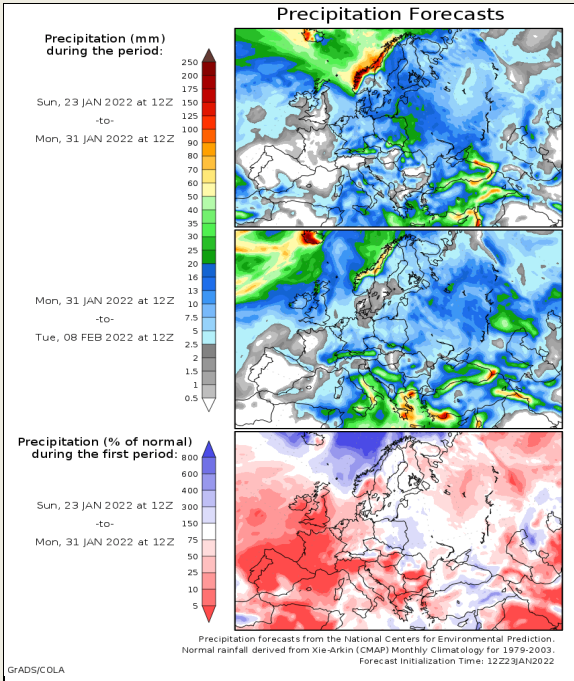 Precipitation Forecasts
Precipitation (mm)
during the period:
250
200
175
150
125
100
90
80
70
60
50
40
35
30
25
20
16
13
10
7.5
5
2.5
2
1.5
1
0.5
Sun, 23 JAN 2022 at 12Z
-to-
Mon, 31 JAN 2022 at 12Z
Mon, 31 JAN 2022 at 12Z
-to-
Tue, 08 FEB 2022 at 12Z
Precipitation (% of normal)
during the first period:
800
600
400
300
150
75
50
25
10
5
Sun, 23 JAN 2022 at 12Z
-to-
Mon, 31 JAN 2022 at 12Z
Precipitation forecasts from the National Centers for Environmental Prediction.
Normal rainfall derived from Xie-Arkin (CMAP) Monthly Climatology for 1979-2003.
Forecast Initialization Time: 12Z23JAN2022
GrADS/COLA